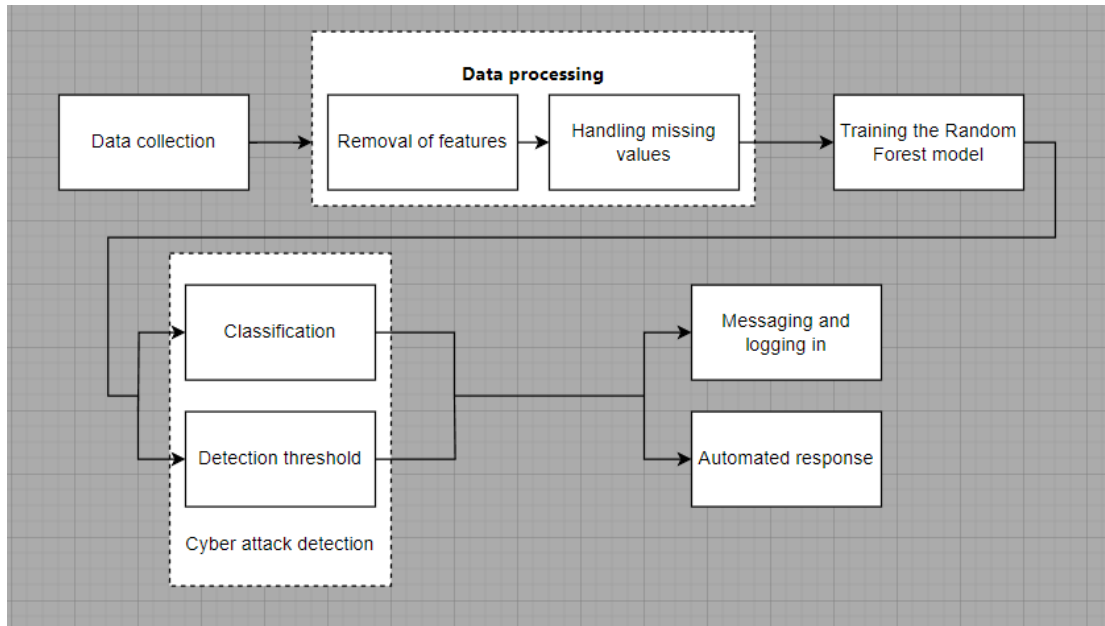 Data processing
Data collection
Removal of features
Handling missing
values
Training the Random
Forest model
Classification
Messaging and
logging in
Detection threshold
Automated response
Cyber attack detection